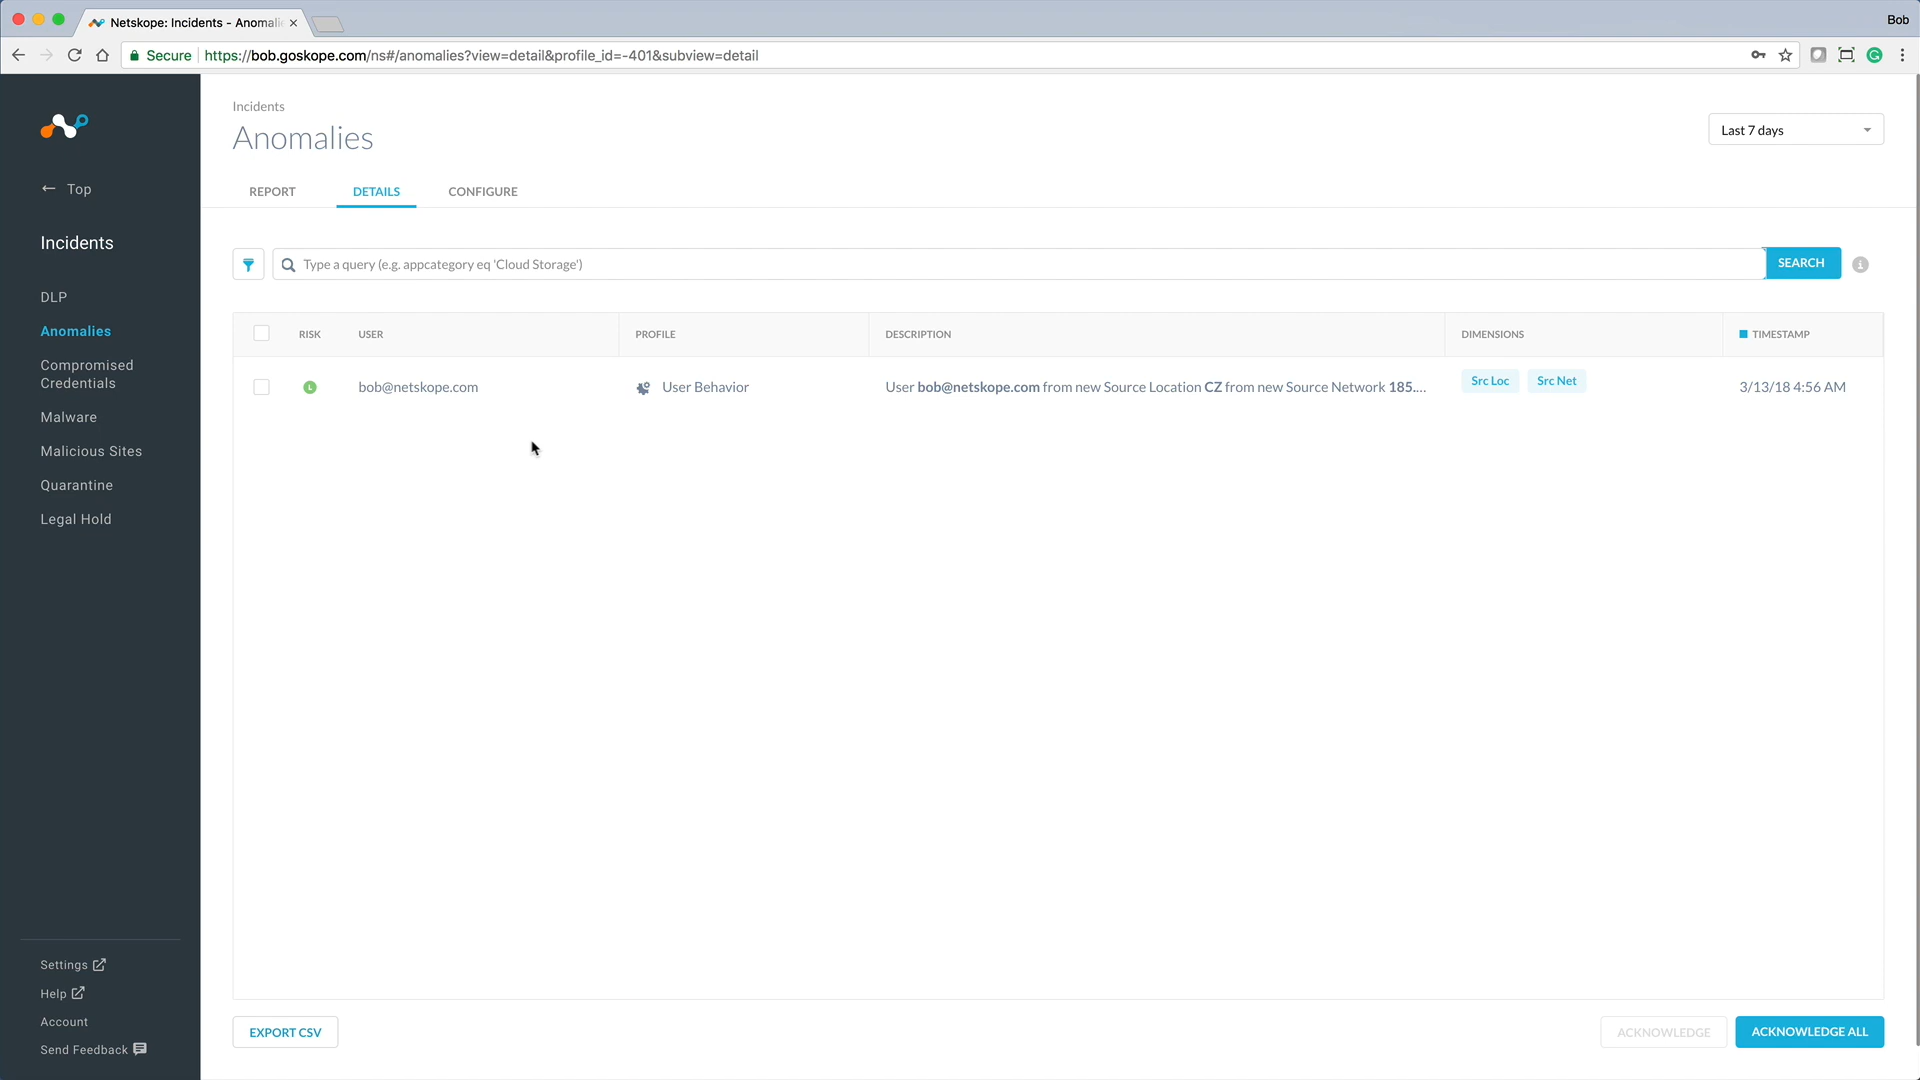 Netskope: Incidents - Anomali
Bob
Secure
https://bob.goskope.com/ns#/anomalies?view=detail&profile_id=-401&subview=detail
Top
Incidents
DLP
Anomalies
Compromised
Credentials
Malware
Malicious Sites
Quarantine
Legal Hold
Settings
Help
Account
Send Feedback
Incidents
Anomalies
Last 7 days
REPORT DETAILS CONFIGURE
Type a query (e.g. appcategory eq 'Cloud Storage')
SEARCH
RISK USER PROFILE DESCRIPTION DIMENSIONS TIMESTAMP
L bob@netskope.com User Behavior User bob@netskope.com from new Source Location CZ from new Source Network 185.... Src Loc Src Net 3/13/18 4:56 AM
EXPORT CSV ACKNOWLEDGE ACKNOWLEDGE ALL